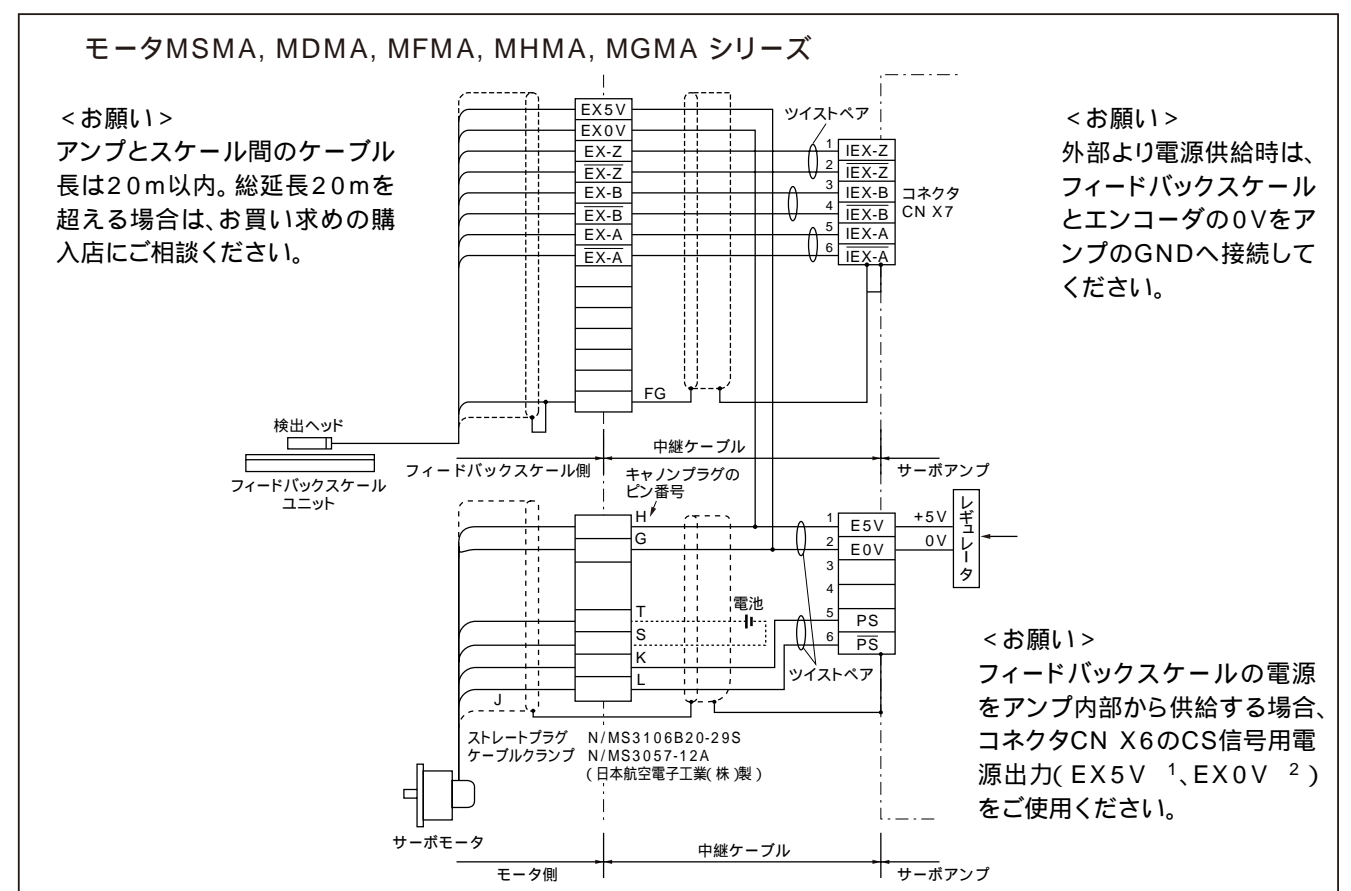 モータMSMA, MDMA, MFMA, MHMA, MGMA シリーズ
<お願い>
アンプとスケール間のケーブル
長は20m以内。総延長20mを
超える場合は、お買い求めの購
入店にご相談ください。
EX5V
EX0V
EX-Z
E̅X̅-̅Z̅
EX-B
E̅X̅-̅B̅
EX-A
E̅X̅-̅A̅
FG
ツイストペア
1 IEX-Z
2 I̅E̅X̅-̅Z̅
3 IEX-B
4 I̅E̅X̅-̅B̅
5 IEX-A
6 I̅E̅X̅-̅A̅
コネクタ
CN X7
<お願い>
外部より電源供給時は、
フィードバックスケール
とエンコーダの0Vをア
ンプのGNDへ接続して
ください。
検出ヘッド
フィードバックスケール
ユニット
フィードバックスケール側
中継ケーブル
サーボアンプ
キャノンプラグの
ピン番号
H
G
T
S
K
L
J
電池
ツイストペア
1 E5V
2 E0V
3
4
5 PS
6 P̅S̅
+5V
0V
レギュレータ
ストレートプラグ N/MS3106B20-29S
ケーブルクランプ N/MS3057-12A
(日本航空電子工業(株)製)
<お願い>
フィードバックスケールの電源
をアンプ内部から供給する場合、
コネクタCN X6のCS信号用電
源出力(EX5V 1、EX0V 2)
をご使用ください。
サーボモータ
モータ側
中継ケーブル
サーボアンプ